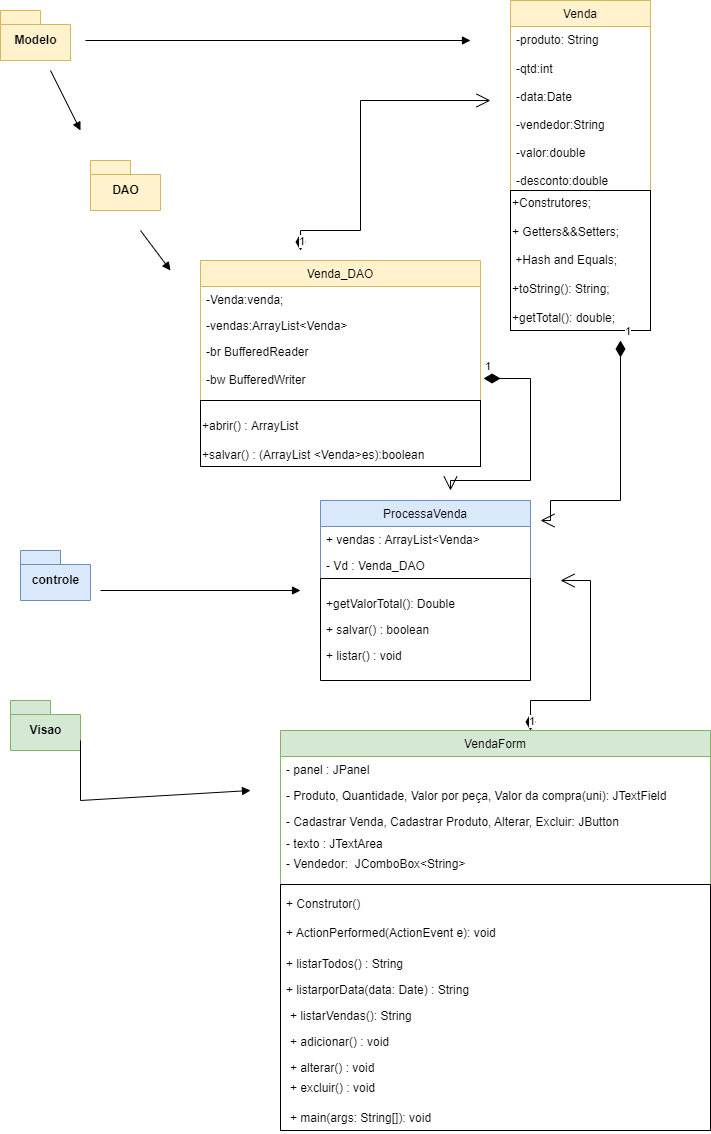 Modelo
Venda
-produto: String
-qtd:int
-data:Date
-vendedor:String
-valor:double
-desconto:double
+Construtores;
+ Getters&&Setters;
+Hash and Equals;
+toString(): String;
+getTotal(): double;
1
DAO
1
Venda_DAO
-Venda:venda;
-vendas:ArrayList<Venda>
-br BufferedReader
-bw BufferedWriter
+abrir() : ArrayList
+salvar() : (ArrayList <Venda>es):boolean
1
ProcessaVenda
+ vendas : ArrayList<Venda>
- Vd : Venda_DAO
+getValorTotal(): Double
+ salvar() : boolean
+ listar() : void
controle
Visao
1
VendaForm
- panel : JPanel
- Produto, Quantidade, Valor por peça, Valor da compra(uni): JTextField
- Cadastrar Venda, Cadastrar Produto, Alterar, Excluir: JButton
- texto : JTextArea
- Vendedor: JComboBox<String>
+ Construtor()
+ ActionPerformed(ActionEvent e): void
+ listarTodos() : String
+ listarporData(data: Date) : String
+ listarVendas(): String
+ adicionar() : void
+ alterar() : void
+ excluir() : void
+ main(args: String[]): void